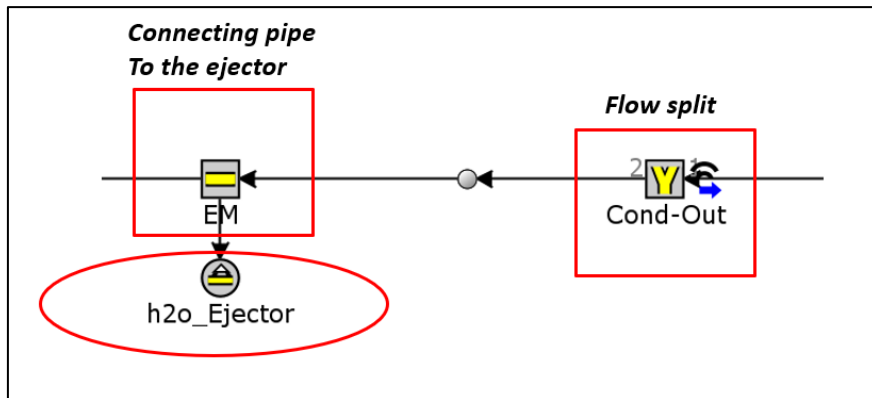 Connecting pipe
To the ejector
Flow split
2
1
EM
Cond-Out
h2o_Ejector